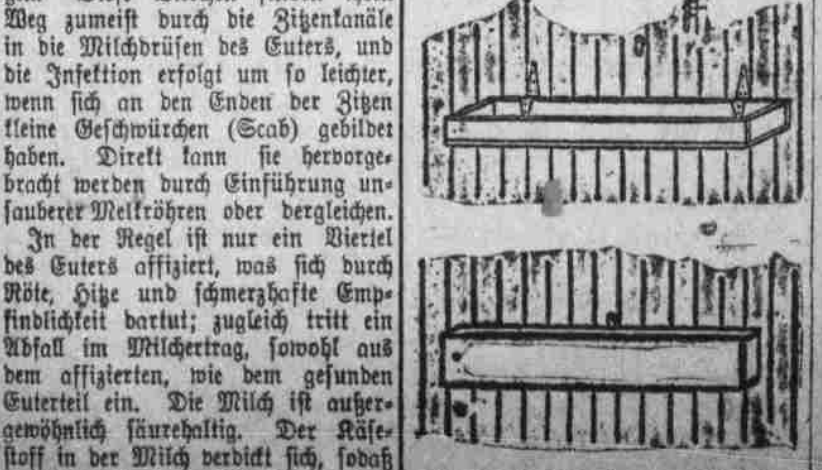 Weg zumeist durch die Zitzenkanäle
in die Milchdrüsen des Euters, und
die Infektion erfolgt um so leichter,
wenn sich an den Enden der Zitzen
kleine Geschwürchen (Scab) gebildet
haben. Direkt kann sie hervorge-
bracht werden durch Einführung un-
sauberer Melkröhren oder dergleichen.
In der Regel ist nur ein Viertel
des Euters affiziert, was sich durch
Röte, Hitze und schmerzhafte Emp-
findlichkeit dartut; zugleich tritt ein
Abfall im Milchertrag, sowohl aus
dem affizierten, wie dem gesunden
Euterteil ein. Die Milch ist außer-
gewöhnlich säurehaltig. Der Käse-
stoff in der Milch verdickt sich, sodaß